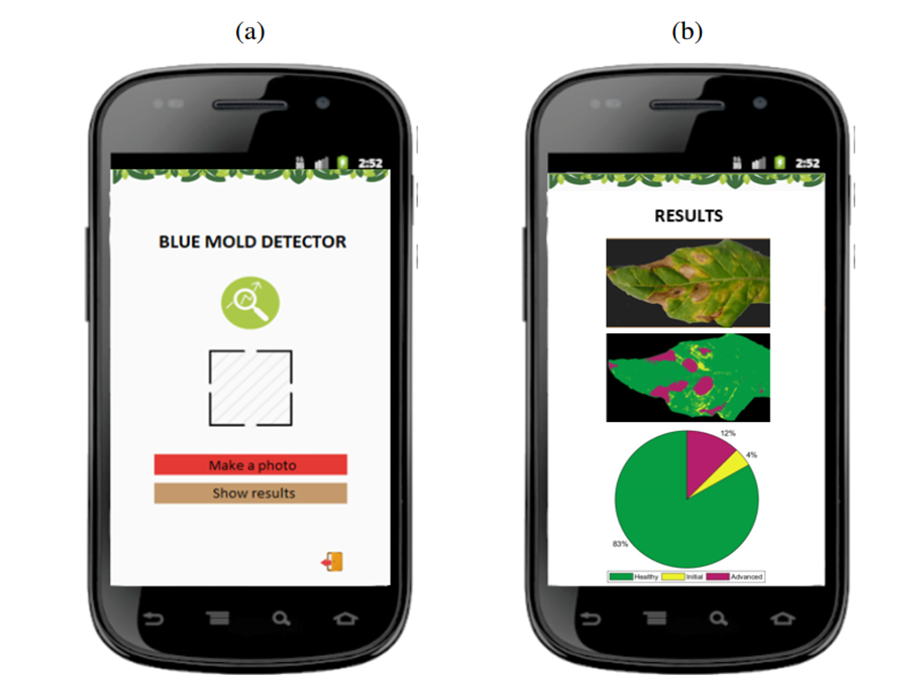 (a)
(b)
2:52
BLUE MOLD DETECTOR
Make a photo
Show results
2:52
RESULTS
12%
4%
83%
Healthy Initial Advanced